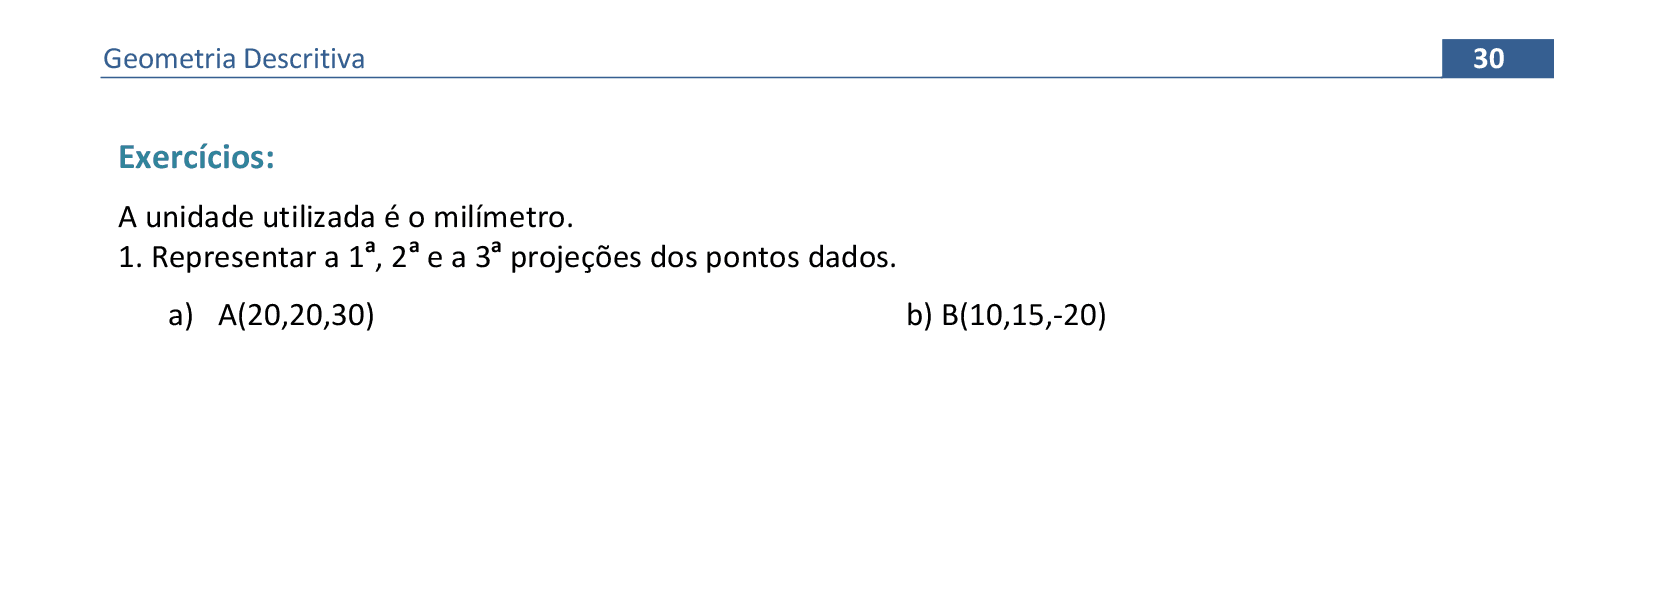 Geometria Descritiva 30
Exercícios:
A unidade utilizada é o milímetro.
1. Representar a 1ª, 2ª e a 3ª projeções dos pontos dados.
a) A(20,20,30) b) B(10,15,-20)